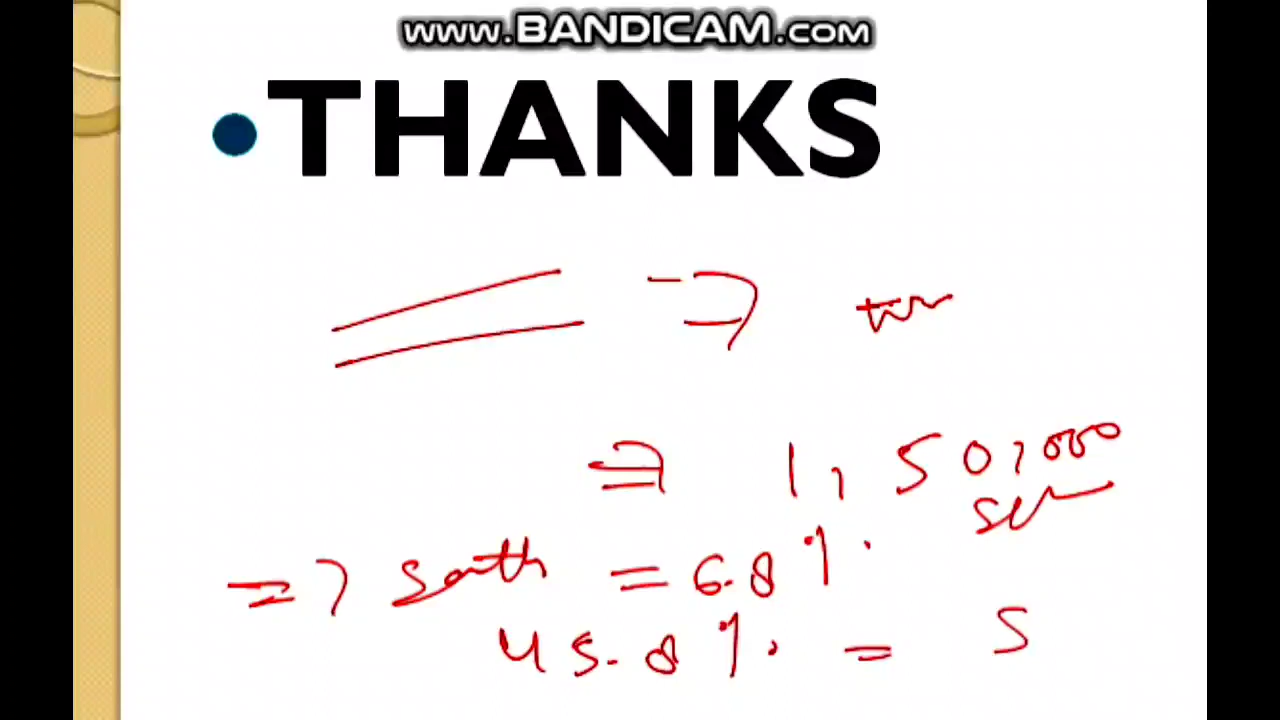 www.BANDICAM.com
• THANKS
=> 1,50,000
=> South = 6.8%.
45.8%. = S